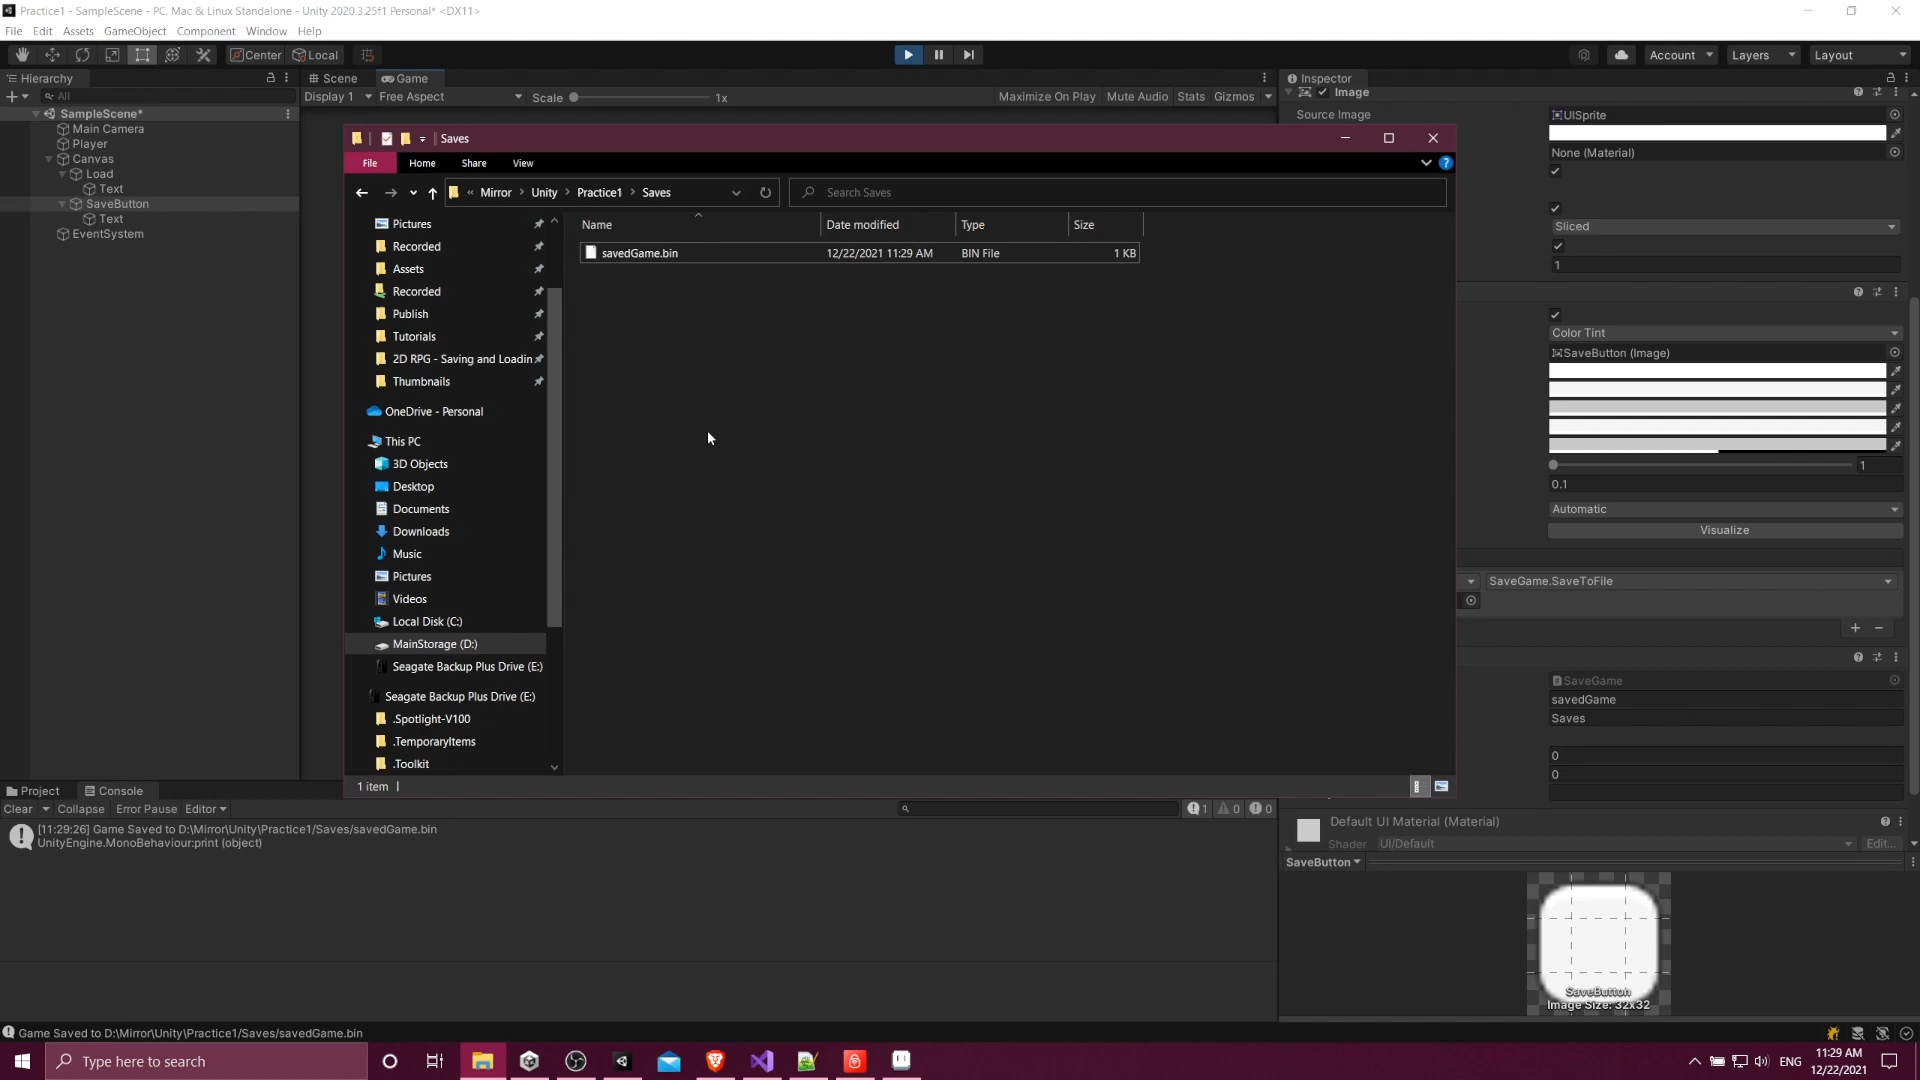 Practice1 - SampleScene - PC, Mac & Linux Standalone - Unity 2020.3.25f1 Personal* <DX11>
File Edit Assets GameObject Component Window Help
Center Local
Account Layers Layout
Hierarchy
All
SampleScene*
Main Camera
Player
Canvas
Load
Text
SaveButton
Text
EventSystem
Scene Game
Display 1 Free Aspect Scale 1x Maximize On Play Mute Audio Stats Gizmos
Saves
File Home Share View
« Mirror > Unity > Practice1 > Saves
Search Saves
Name Date modified Type Size
savedGame.bin 12/22/2021 11:29 AM BIN File 1 KB
Pictures
Recorded
Assets
Recorded
Publish
Tutorials
2D RPG - Saving and Loadin
Thumbnails
OneDrive - Personal
This PC
3D Objects
Desktop
Documents
Downloads
Music
Pictures
Videos
Local Disk (C:)
MainStorage (D:)
Seagate Backup Plus Drive (E:)
Seagate Backup Plus Drive (E:)
.Spotlight-V100
.TemporaryItems
.Toolkit
1 item
Inspector
Image
Source Image
UISprite
None (Material)
Sliced
1
Color Tint
SaveButton (Image)
1
0.1
Automatic
Visualize
SaveGame.SaveToFile
SaveGame
savedGame
Saves
0
0
Default UI Material (Material)
Shader UI/Default Edit...
SaveButton
SaveButton
Image Size: 32x32
Project Console
Clear Collapse Error Pause Editor
1 0 0
[11:29:26] Game Saved to D:\Mirror\Unity\Practice1/Saves/savedGame.bin
UnityEngine.MonoBehaviour:print (object)
Game Saved to D:\Mirror\Unity\Practice1/Saves/savedGame.bin
Type here to search
ENG
11:29 AM
12/22/2021